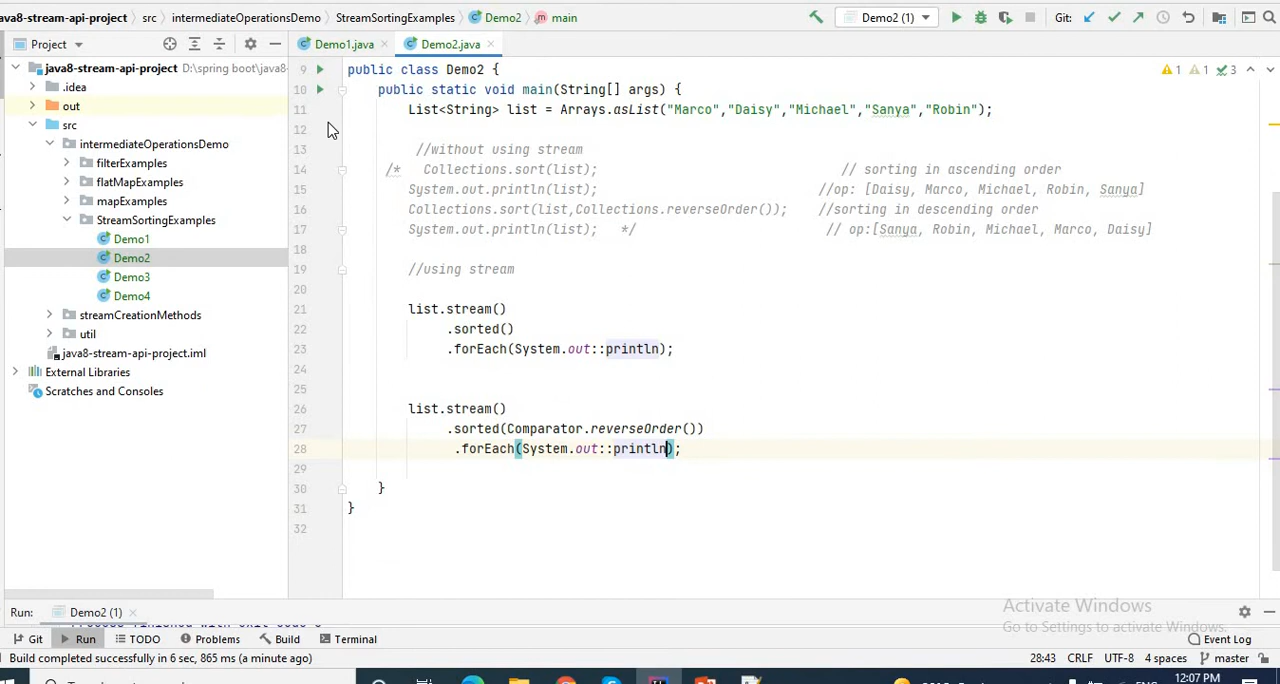 ava8-stream-api-project src intermediateOperationsDemo StreamSortingExamples Demo2 main Demo2 (1) Git:
Project Demo1.java Demo2.java
java8-stream-api-project D:\spring boot\java8-
.idea
out
src
intermediateOperationsDemo
filterExamples
flatMapExamples
mapExamples
StreamSortingExamples
Demo1
Demo2
Demo3
Demo4
streamCreationMethods
util
java8-stream-api-project.iml
External Libraries
Scratches and Consoles
1 1 3
9 public class Demo2 {
10 public static void main(String[] args) {
11 List<String> list = Arrays.asList("Marco","Daisy","Michael","Sanya","Robin");
12
13 //without using stream
14 /* Collections.sort(list); // sorting in ascending order
15 System.out.println(list); //op: [Daisy, Marco, Michael, Robin, Sanya]
16 Collections.sort(list,Collections.reverseOrder()); //sorting in descending order
17 System.out.println(list); */ // op:[Sanya, Robin, Michael, Marco, Daisy]
18
19 //using stream
20
21 list.stream()
22 .sorted()
23 .forEach(System.out::println);
24
25
26 list.stream()
27 .sorted(Comparator.reverseOrder())
28 .forEach(System.out::println);
29
30 }
31 }
32
Run: Demo2 (1)
Activate Windows
Go to Settings to activate Windows.
Git Run TODO Problems Build Terminal Event Log
Build completed successfully in 6 sec, 865 ms (a minute ago) 28:43 CRLF UTF-8 4 spaces master
12:07 PM